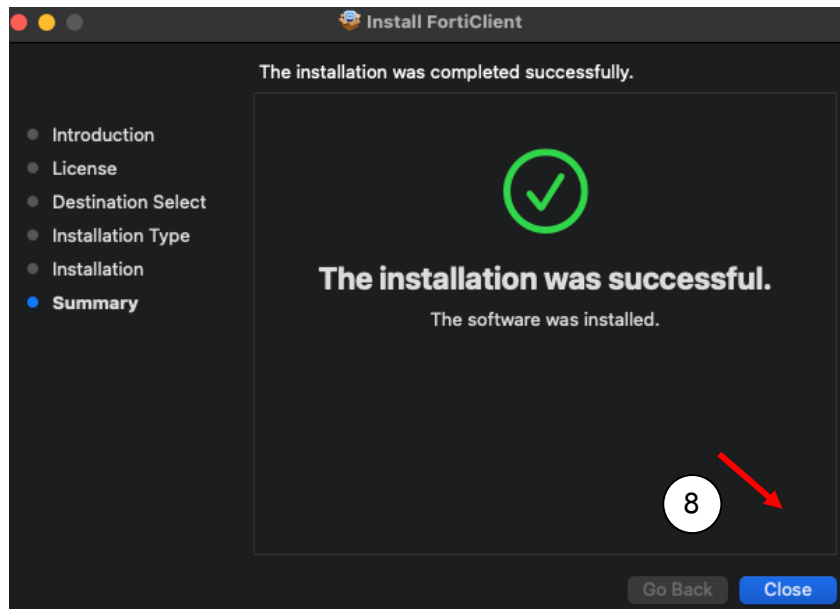 Install FortiClient
The installation was completed successfully.
Introduction
License
Destination Select
Installation Type
Installation
Summary
The installation was successful.
The software was installed.
8
Go Back
Close